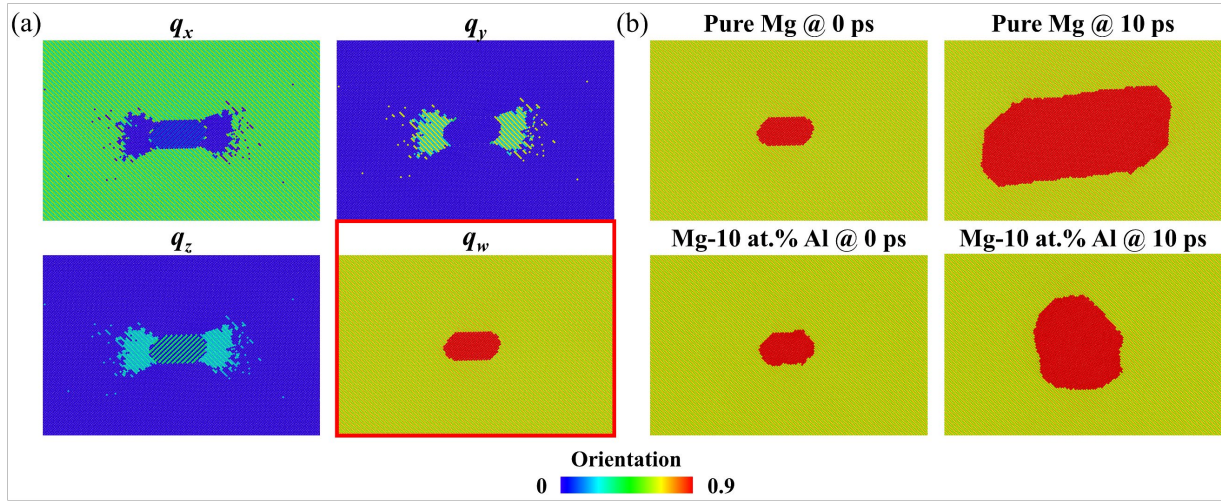 (a) q_x q_y (b) Pure Mg @ 0 ps Pure Mg @ 10 ps
q_z q_w Mg-10 at.% Al @ 0 ps Mg-10 at.% Al @ 10 ps
Orientation
0 0.9